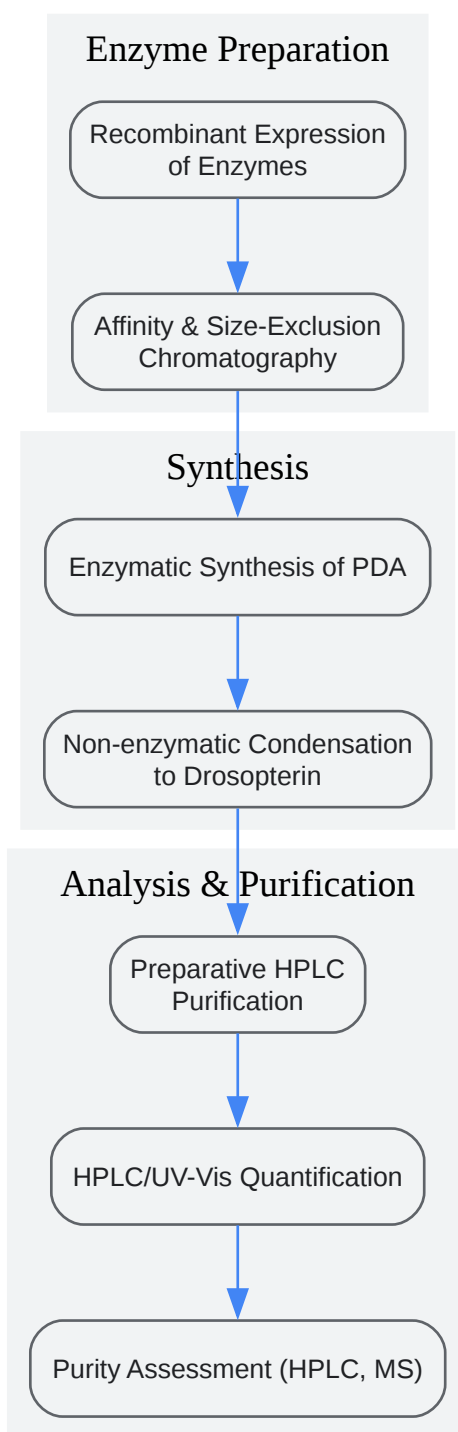 Enzyme Preparation
Recombinant Expression
of Enzymes
Affinity & Size-Exclusion
Chromatography
Synthesis
Enzymatic Synthesis of PDA
Non-enzymatic Condensation
to Drosopterin
Analysis & Purification
Preparative HPLC
Purification
HPLC/UV-Vis Quantification
Purity Assessment (HPLC, MS)